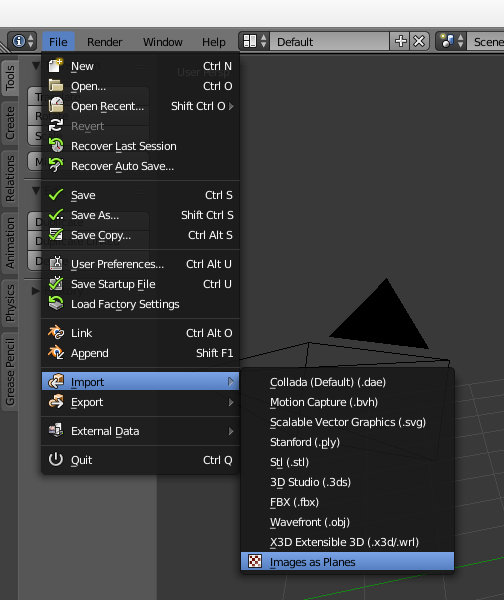 File Render Window Help Default Scene
User Persp
New Ctrl N
Open... Ctrl O
Open Recent... Shift Ctrl O
Revert
Recover Last Session
Recover Auto Save...
Save Ctrl S
Save As... Shift Ctrl S
Save Copy... Ctrl Alt S
User Preferences... Ctrl Alt U
Save Startup File Ctrl U
Load Factory Settings
Link Ctrl Alt O
Append Shift F1
Import
Export
External Data
Quit Ctrl Q
Collada (Default) (.dae)
Motion Capture (.bvh)
Scalable Vector Graphics (.svg)
Stanford (.ply)
Stl (.stl)
3D Studio (.3ds)
FBX (.fbx)
Wavefront (.obj)
X3D Extensible 3D (.x3d/.wrl)
Images as Planes
Tools
Create
Relations
Animation
Physics
Grease Pencil